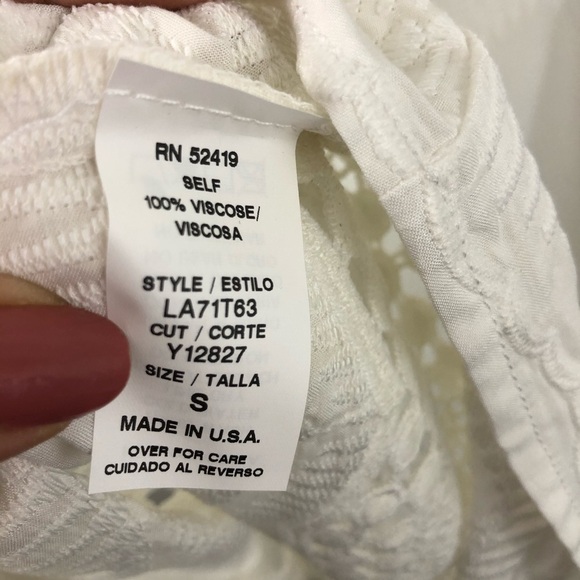 RN 52419
SELF
100% VISCOSE/
VISCOSA
STYLE / ESTILO
LA71T63
CUT / CORTE
Y12827
SIZE / TALLA
S
MADE IN U.S.A.
OVER FOR CARE
CUIDADO AL REVERSO